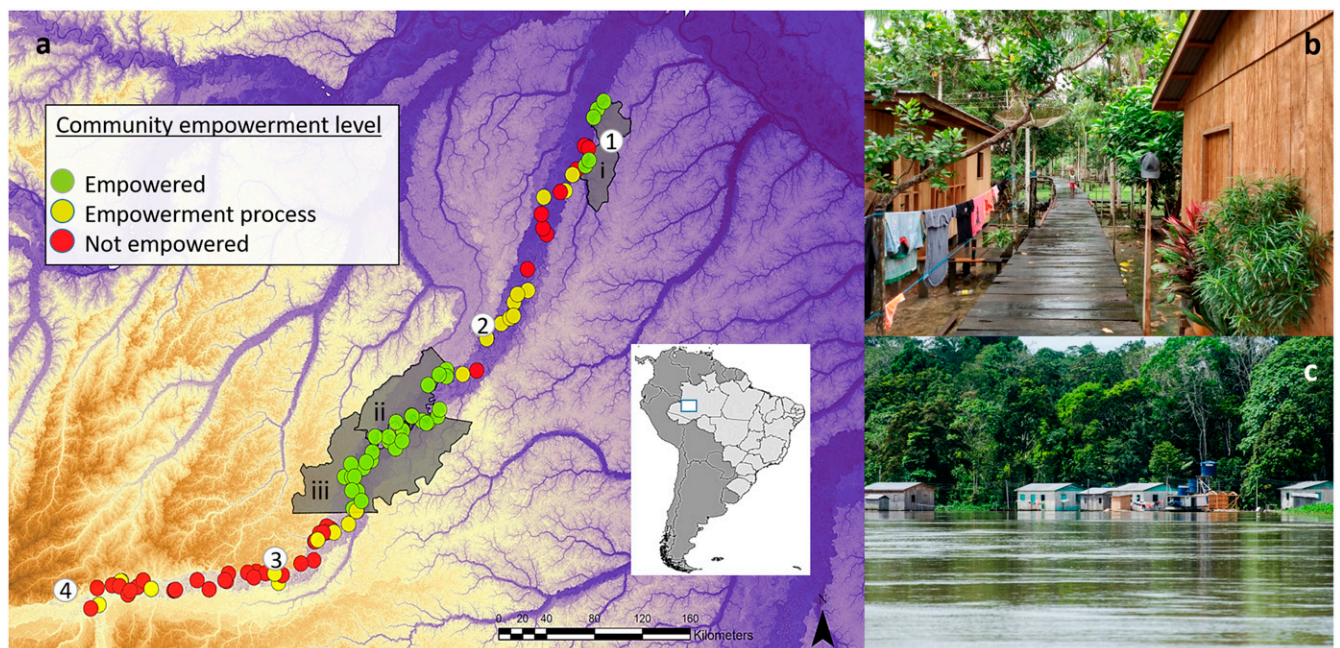 a
Community empowerment level
Empowered
Empowerment process
Not empowered
1
i
2
ii
iii
3
4
N
0 20 40 80 120 160
Kilometers
b
c